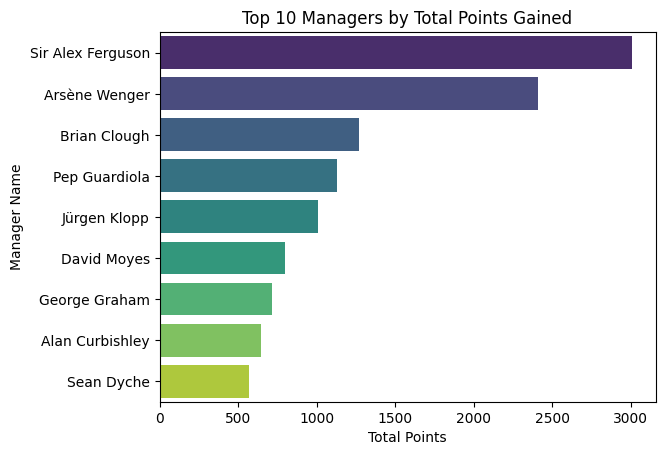 Top 10 Managers by Total Points Gained
Manager Name
Sir Alex Ferguson
Arsène Wenger
Brian Clough
Pep Guardiola
Jürgen Klopp
David Moyes
George Graham
Alan Curbishley
Sean Dyche
0 500 1000 1500 2000 2500 3000
Total Points